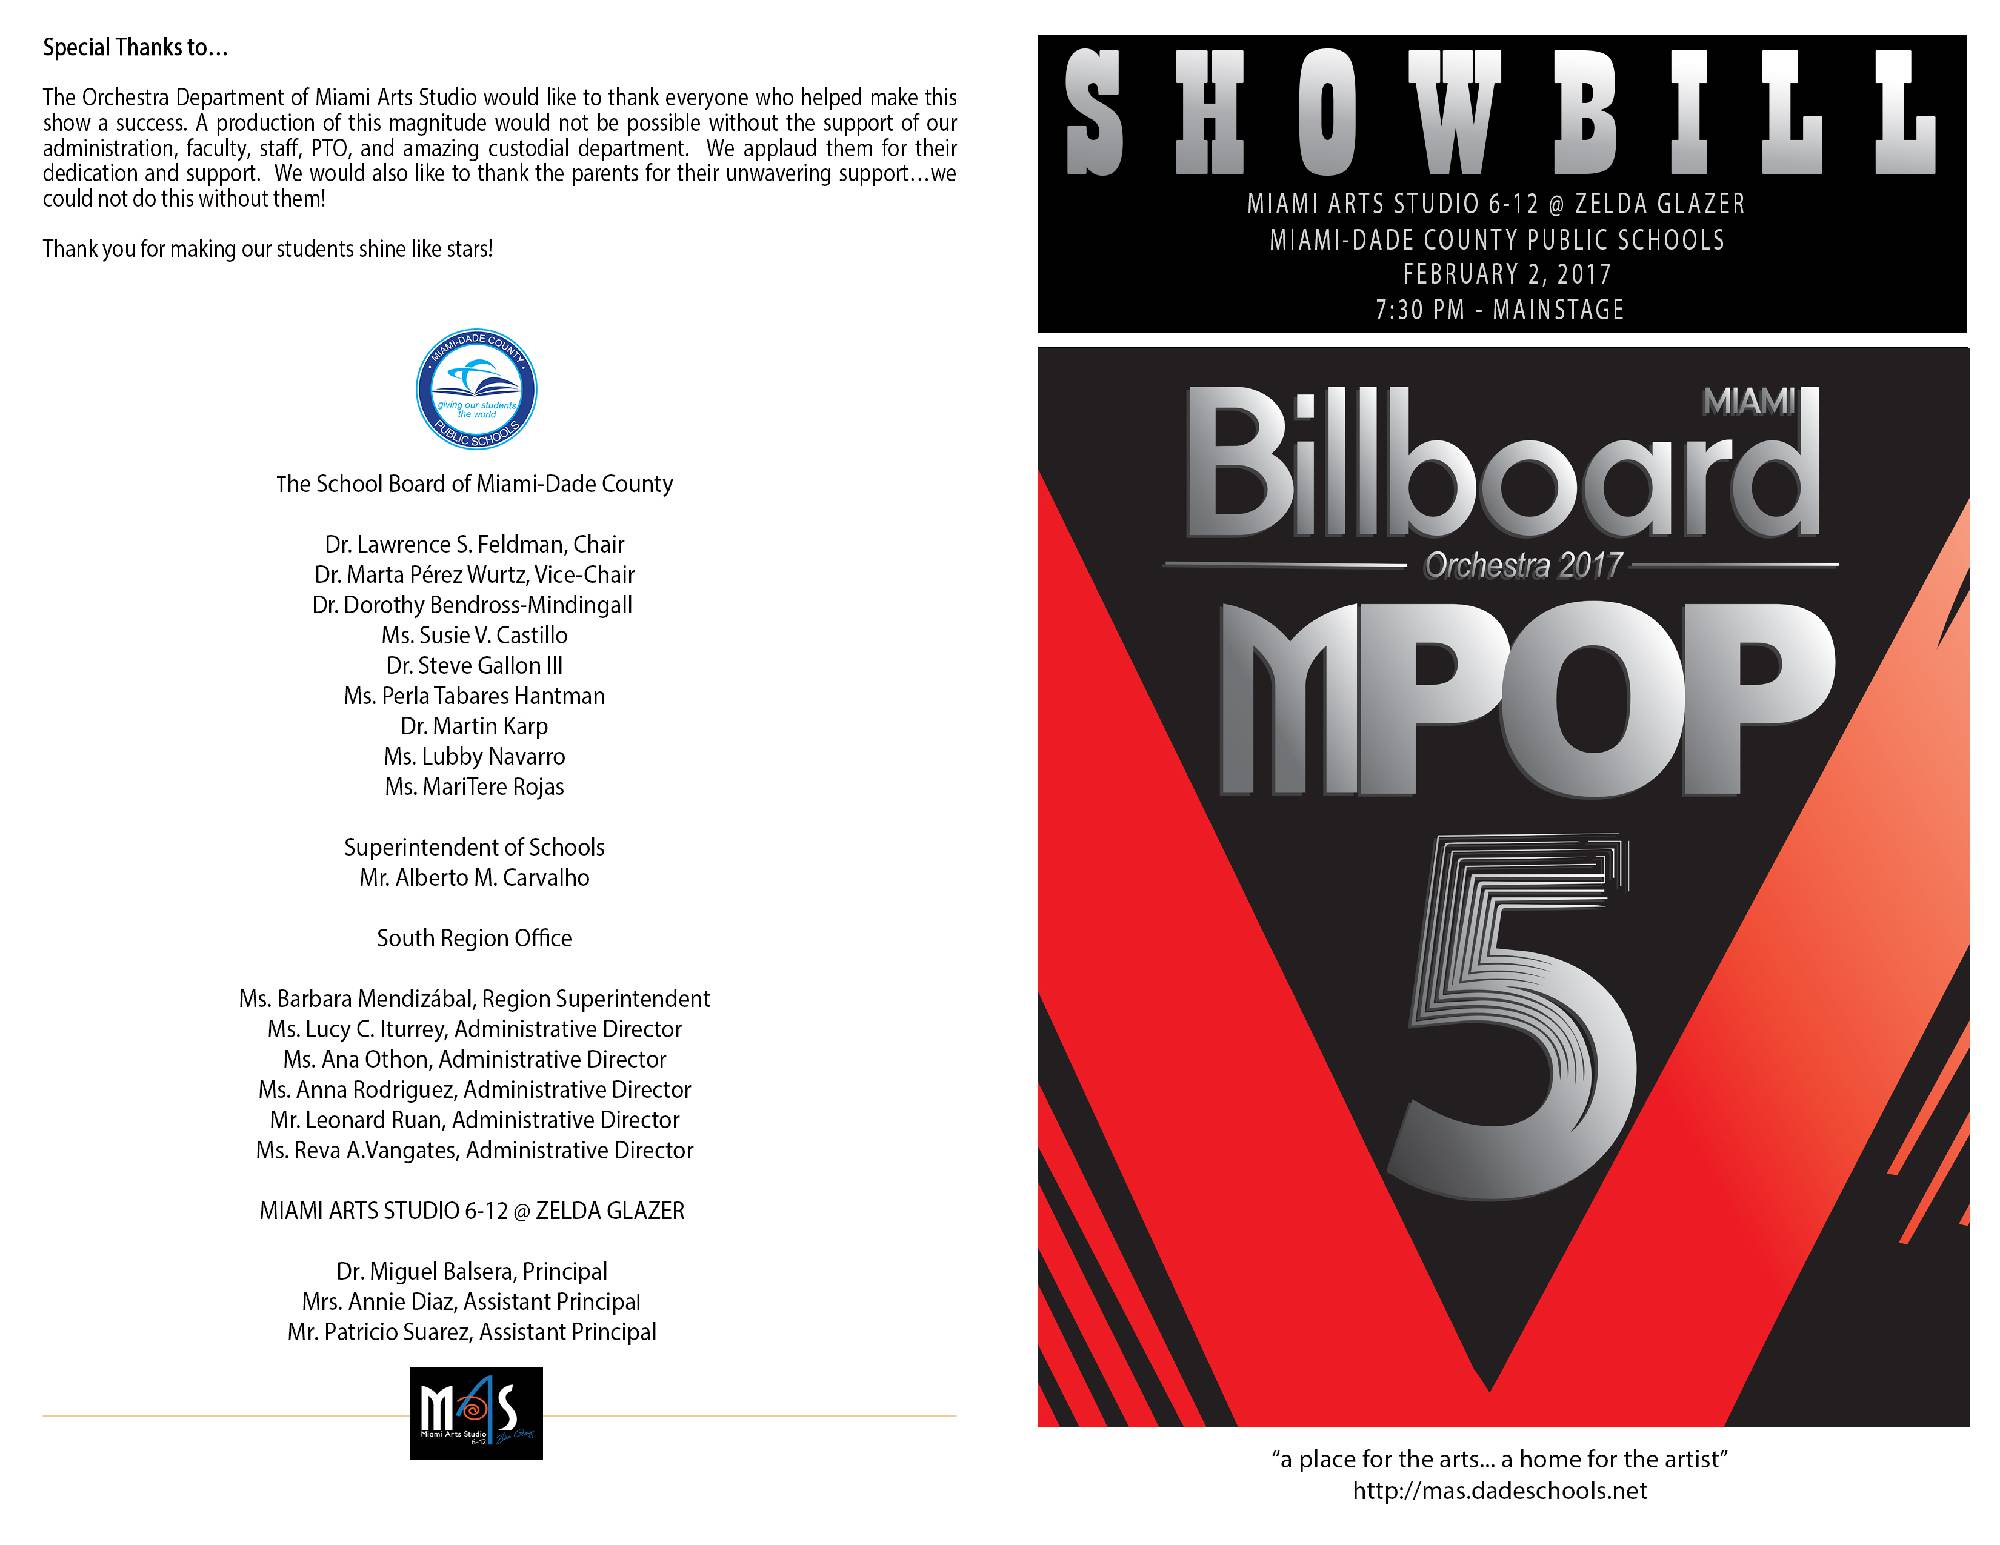 Special Thanks to…
The Orchestra Department of Miami Arts Studio would like to thank everyone who helped make this
show a success. A production of this magnitude would not be possible without the support of our
administration, faculty, staff, PTO, and amazing custodial department. We applaud them for their
dedication and support. We would also like to thank the parents for their unwavering support…we
could not do this without them!
Thank you for making our students shine like stars!
MIAMI-DADE COUNTY
giving our students
the world
PUBLIC SCHOOLS
The School Board of Miami-Dade County
Dr. Lawrence S. Feldman, Chair
Dr. Marta Pérez Wurtz, Vice-Chair
Dr. Dorothy Bendross-Mindingall
Ms. Susie V. Castillo
Dr. Steve Gallon III
Ms. Perla Tabares Hantman
Dr. Martin Karp
Ms. Lubby Navarro
Ms. MariTere Rojas
Superintendent of Schools
Mr. Alberto M. Carvalho
South Region Office
Ms. Barbara Mendizábal, Region Superintendent
Ms. Lucy C. Iturrey, Administrative Director
Ms. Ana Othon, Administrative Director
Ms. Anna Rodriguez, Administrative Director
Mr. Leonard Ruan, Administrative Director
Ms. Reva A.Vangates, Administrative Director
MIAMI ARTS STUDIO 6-12 @ ZELDA GLAZER
Dr. Miguel Balsera, Principal
Mrs. Annie Diaz, Assistant Principal
Mr. Patricio Suarez, Assistant Principal
MAS
Miami Arts Studio
6-12
SHOWBILL
MIAMI ARTS STUDIO 6-12 @ ZELDA GLAZER
MIAMI-DADE COUNTY PUBLIC SCHOOLS
FEBRUARY 2, 2017
7:30 PM - MAINSTAGE
MIAMI
Billboard
Orchestra 2017
MPOP
5
“a place for the arts... a home for the artist”
http://mas.dadeschools.net